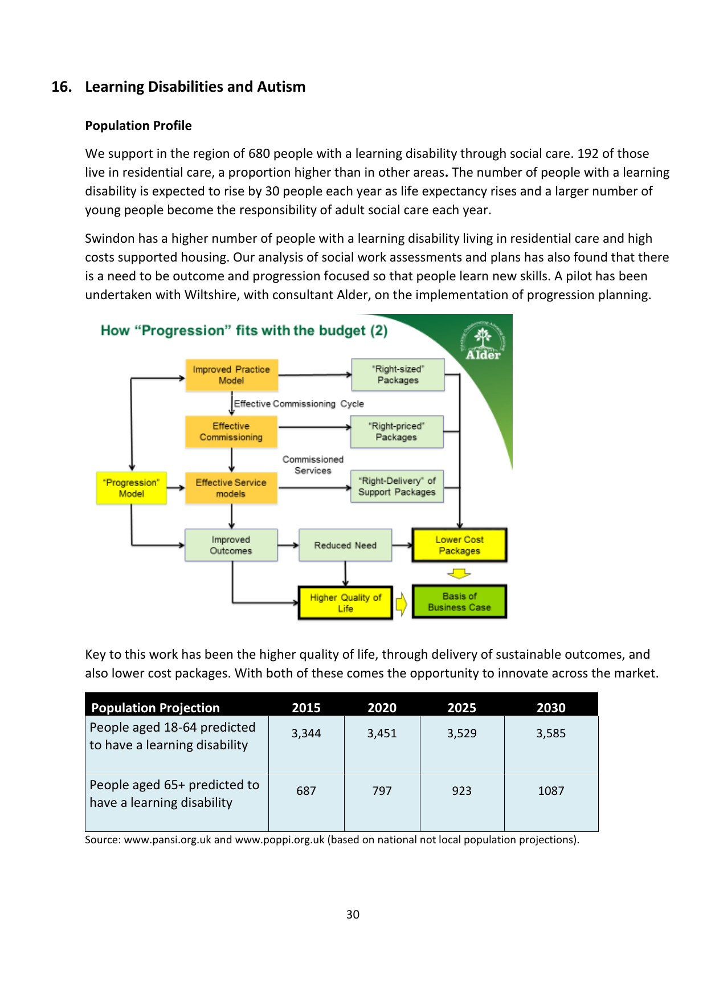 16. Learning Disabilities and Autism
Population Profile
We support in the region of 680 people with a learning disability through social care. 192 of those
live in residential care, a proportion higher than in other areas. The number of people with a learning
disability is expected to rise by 30 people each year as life expectancy rises and a larger number of
young people become the responsibility of adult social care each year.
Swindon has a higher number of people with a learning disability living in residential care and high
costs supported housing. Our analysis of social work assessments and plans has also found that there
is a need to be outcome and progression focused so that people learn new skills. A pilot has been
undertaken with Wiltshire, with consultant Alder, on the implementation of progression planning.
How “Progression” fits with the budget (2)
Alder
Improved Practice
Model
“Right-sized”
Packages
Effective Commissioning Cycle
Effective
Commissioning
“Right-priced”
Packages
Commissioned
Services
“Progression”
Model
Effective Service
models
“Right-Delivery” of
Support Packages
Improved
Outcomes
Reduced Need
Lower Cost
Packages
Higher Quality of
Life
Basis of
Business Case
Key to this work has been the higher quality of life, through delivery of sustainable outcomes, and
also lower cost packages. With both of these comes the opportunity to innovate across the market.
Population Projection 2015 2020 2025 2030
People aged 18-64 predicted
to have a learning disability
3,344 3,451 3,529 3,585
People aged 65+ predicted to
have a learning disability
687 797 923 1087
Source: www.pansi.org.uk and www.poppi.org.uk (based on national not local population projections).
30